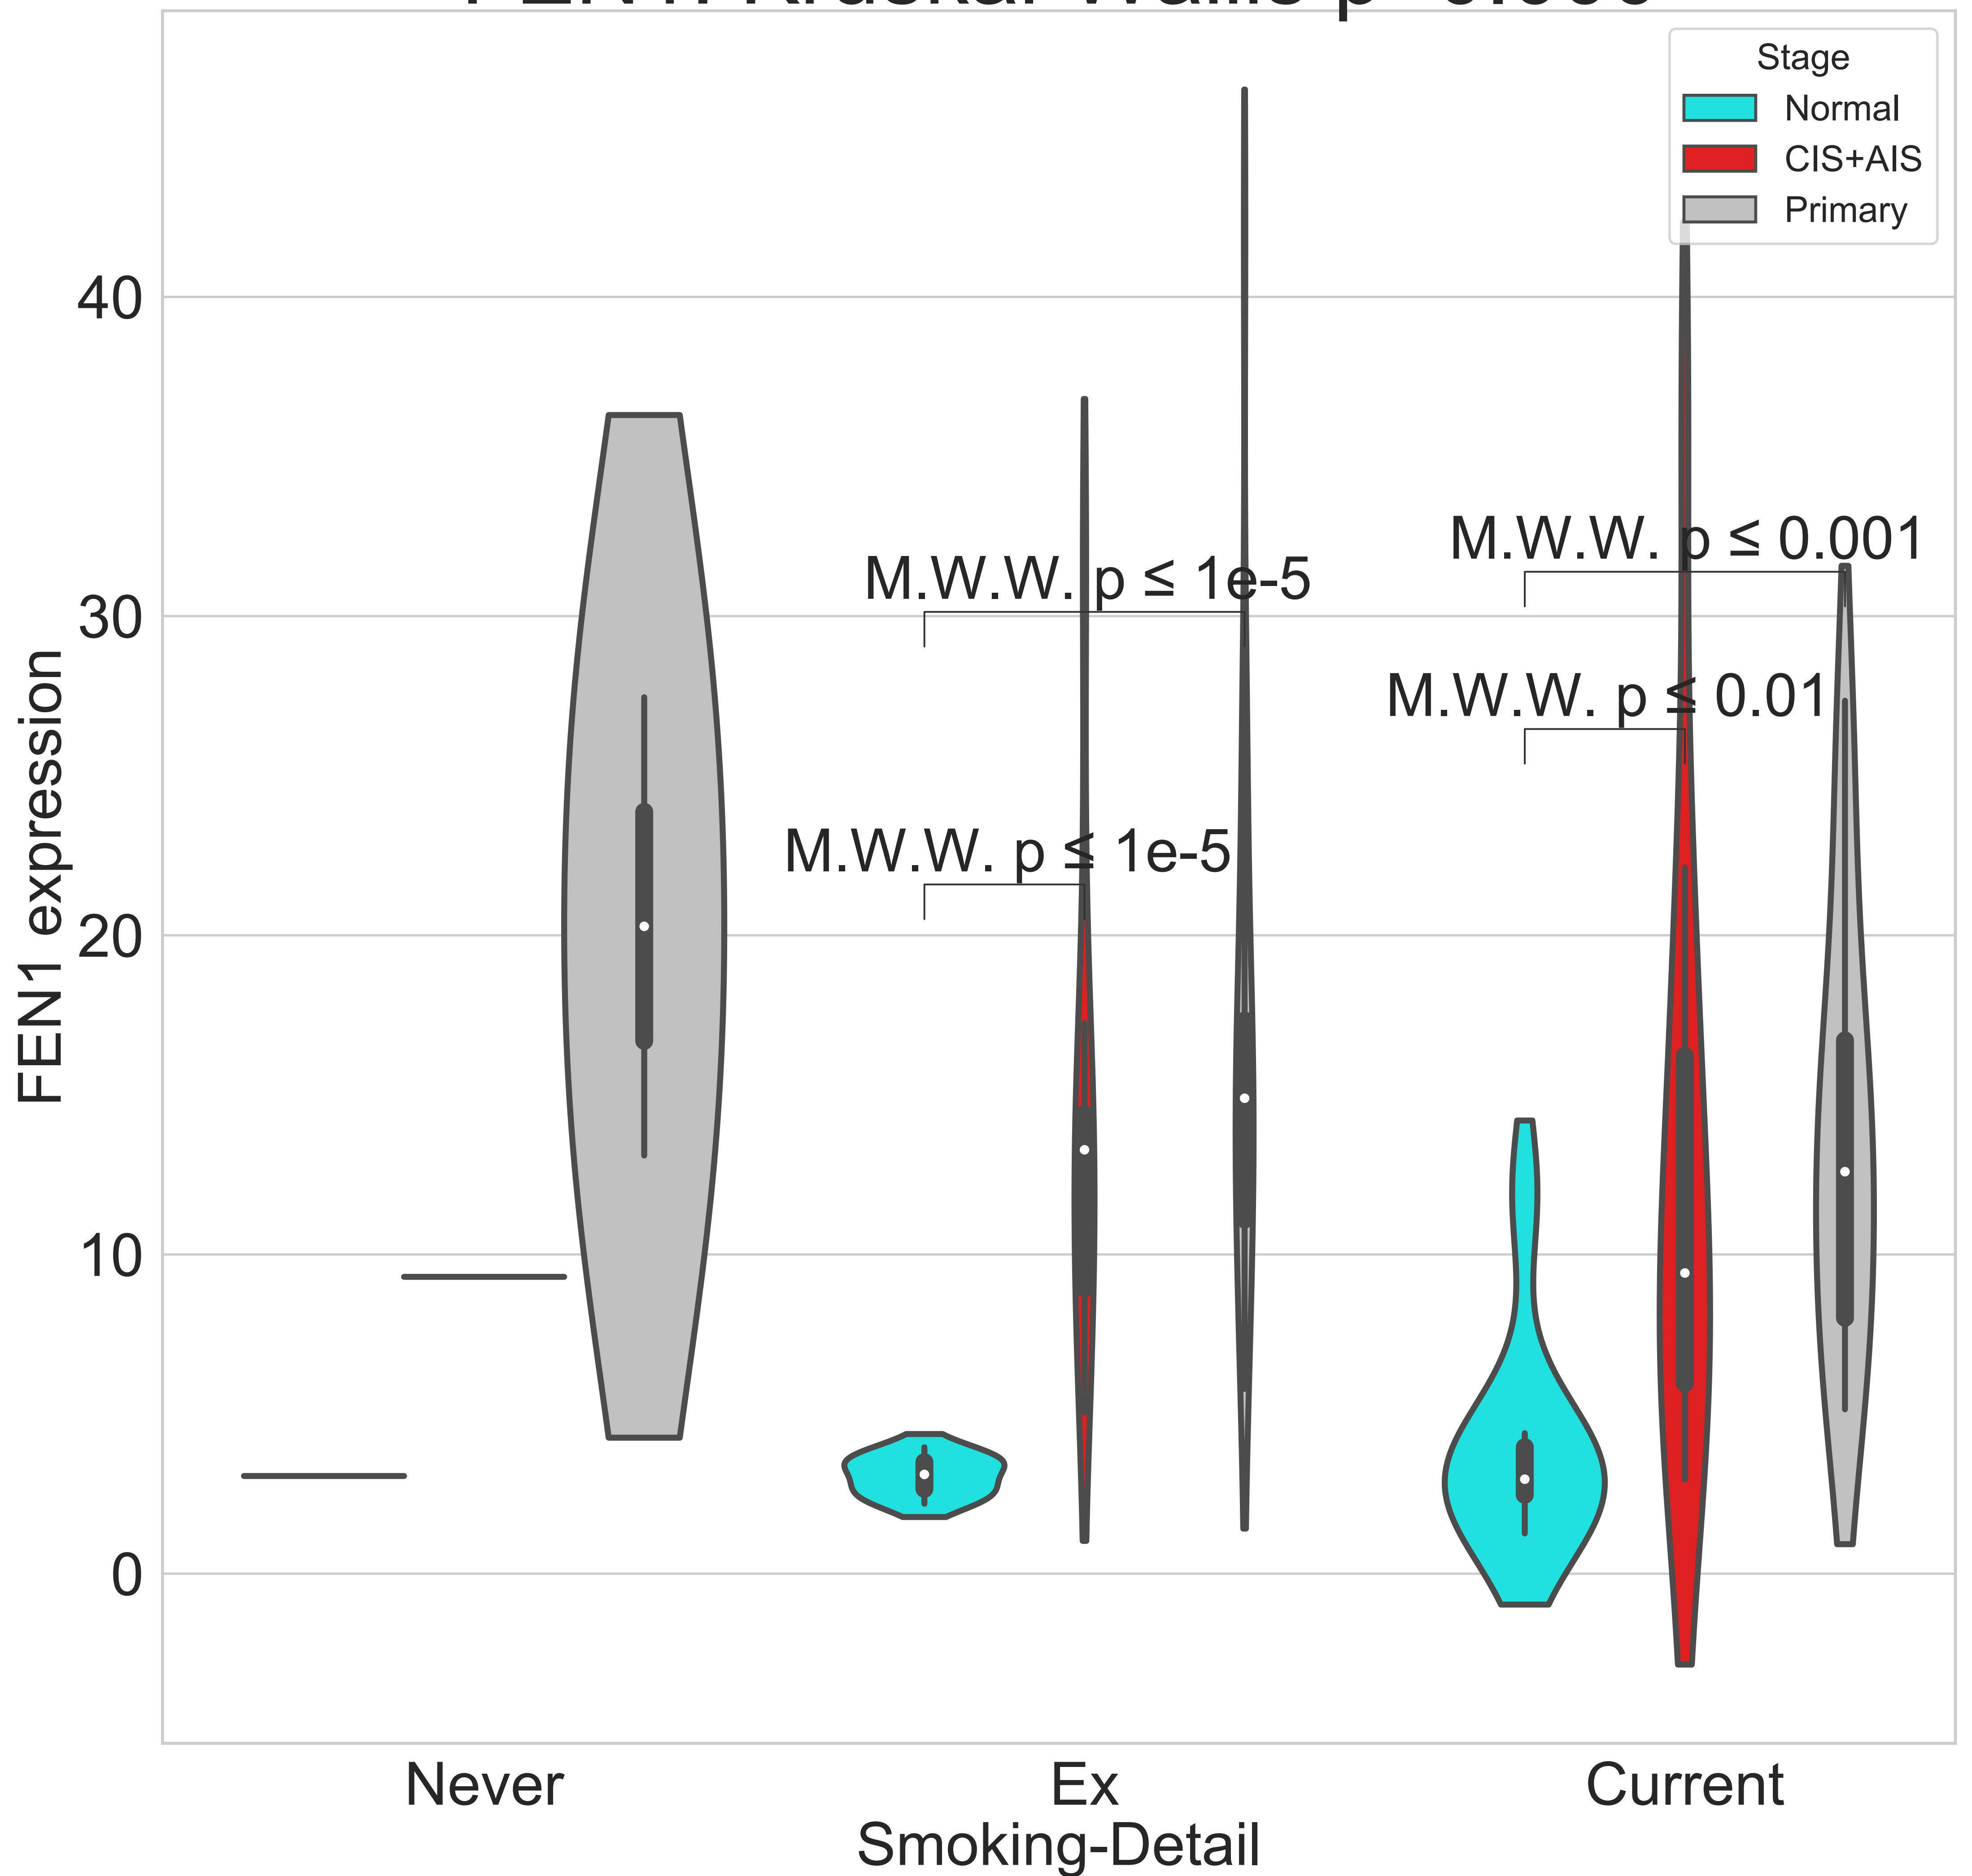 Stage
Normal
CIS+AIS
Primary
40
30
20
10
0
FEN1 expression
M.W.W. p ≤ 0.001
M.W.W. p ≤ 1e-5
M.W.W. p ≤ 0.01
M.W.W. p ≤ 1e-5
Never
Ex
Current
Smoking-Detail